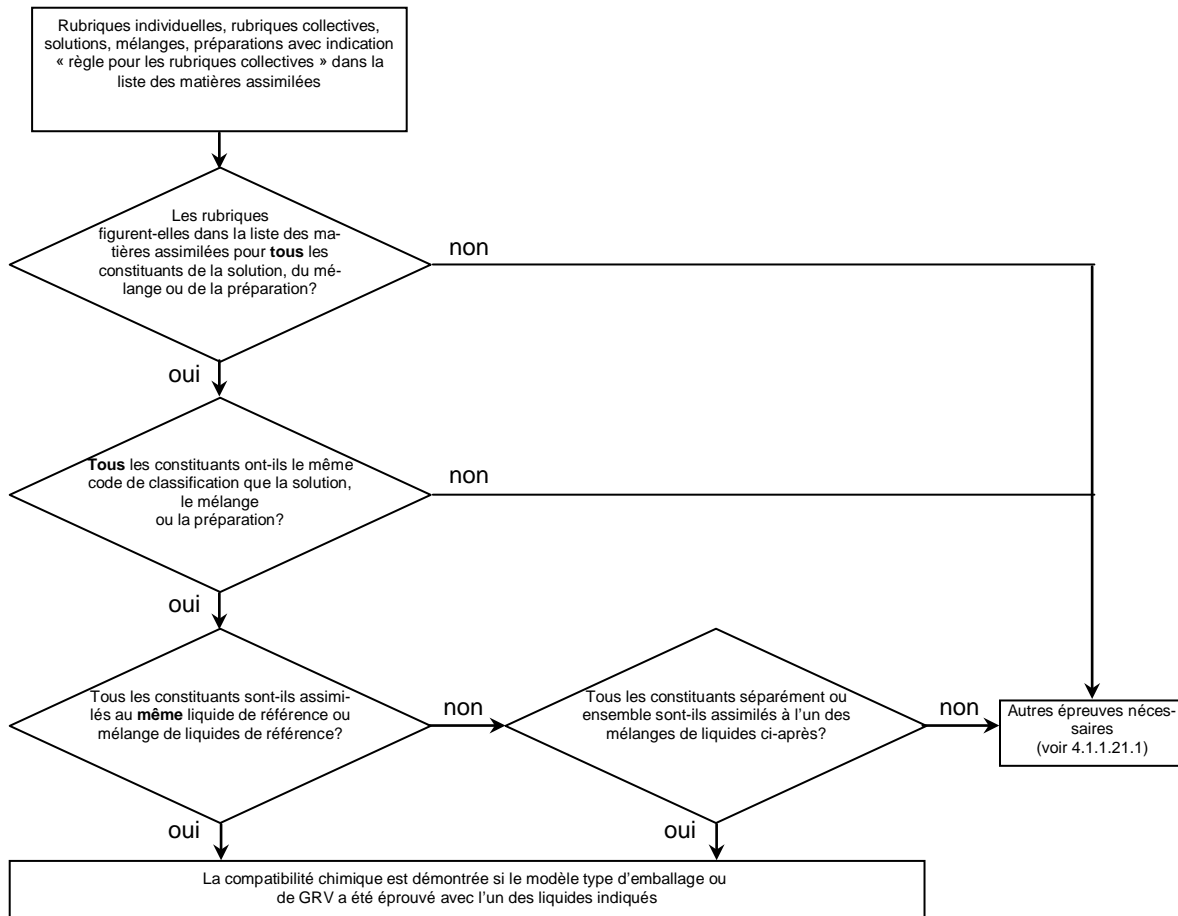 Rubriques individuelles, rubriques collectives,
solutions, mélanges, préparations avec indication
« règle pour les rubriques collectives » dans la
liste des matières assimilées
Les rubriques
figurent-elles dans la liste des ma-
tières assimilées pour tous les
constituants de la solution, du mé-
lange ou de la préparation?
non
oui
Tous les constituants ont-ils le même
code de classification que la solution,
le mélange
ou la préparation?
non
oui
Tous les constituants sont-ils assimi-
lés au même liquide de référence ou
mélange de liquides de référence?
non
Tous les constituants séparément ou
ensemble sont-ils assimilés à l’un des
mélanges de liquides ci-après?
non
Autres épreuves néces-
saires
(voir 4.1.1.21.1)
oui
oui
La compatibilité chimique est démontrée si le modèle type d’emballage ou
de GRV a été éprouvé avec l’un des liquides indiqués